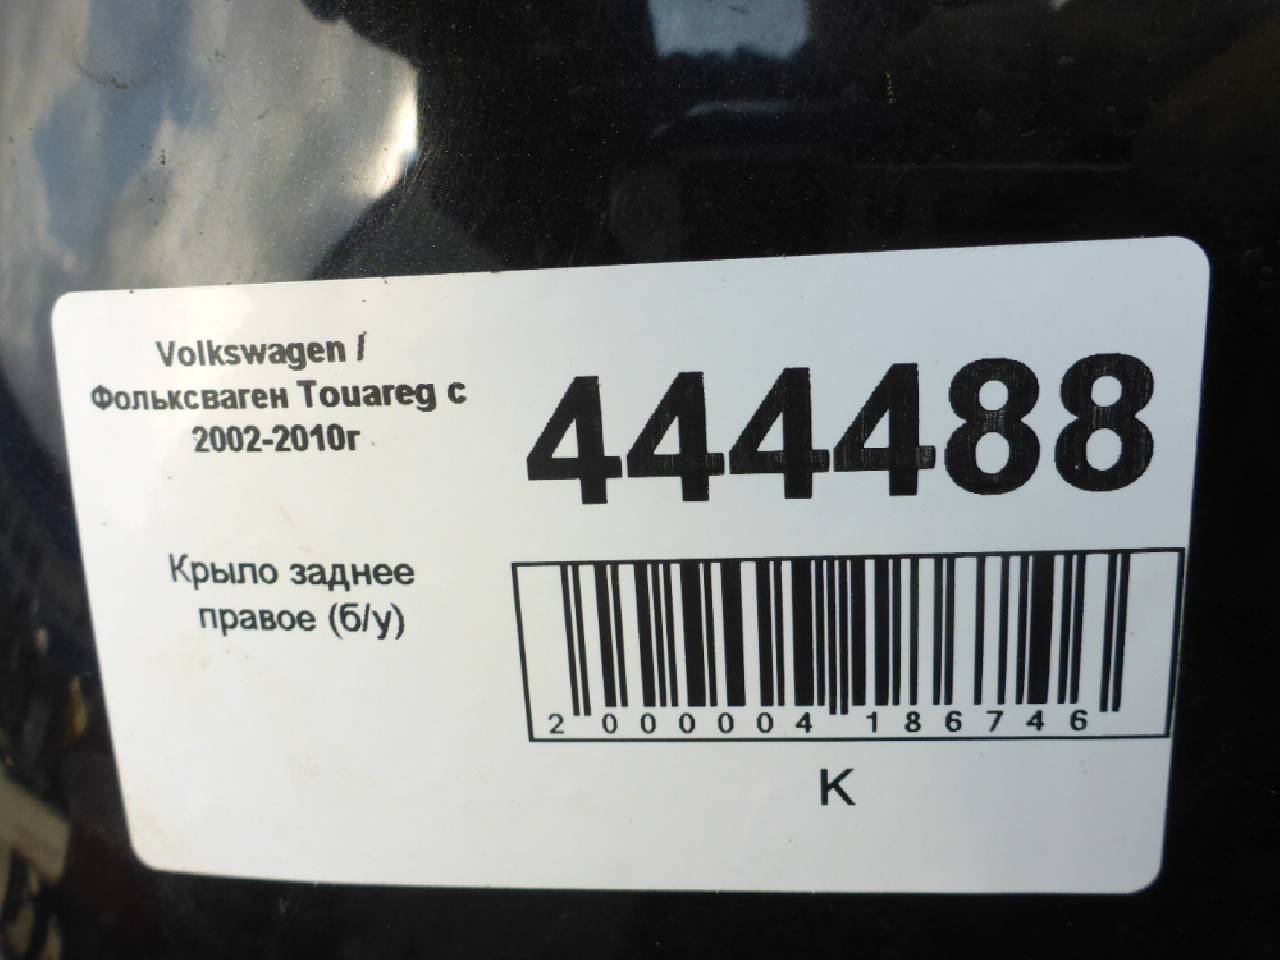 Volkswagen /
Фольксваген Touareg с
2002-2010г
444488
Крыло заднее
правое (б/у)
2 000004 186746
К